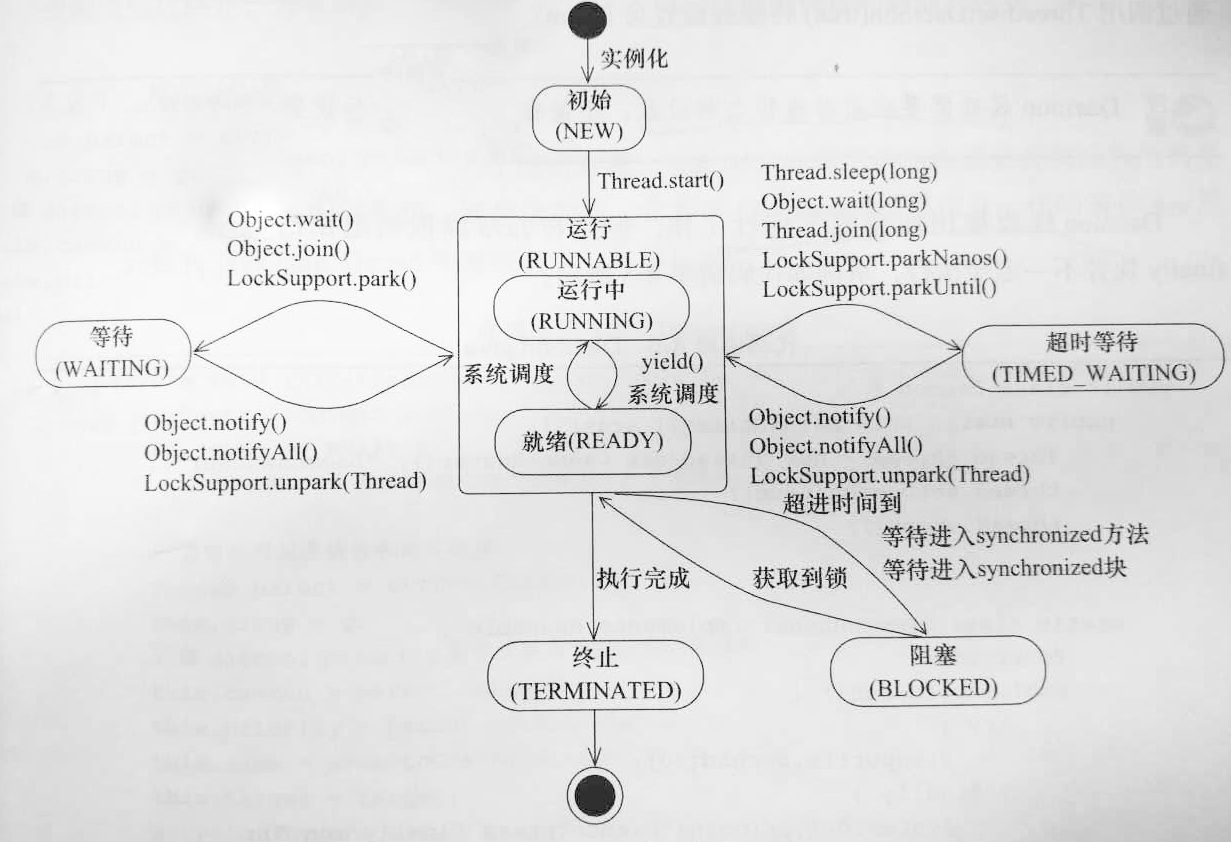 实例化
初始
(NEW)
Thread.start()
Object.wait()
Object.join()
LockSupport.park()
Thread.sleep(long)
Object.wait(long)
Thread.join(long)
LockSupport.parkNanos()
LockSupport.parkUntil()
运行
(RUNNABLE)
运行中
(RUNNING)
等待
(WAITING)
超时等待
(TIMED_WAITING)
系统调度
yield()
系统调度
就绪(READY)
Object.notify()
Object.notifyAll()
LockSupport.unpark(Thread)
Object.notify()
Object.notifyAll()
LockSupport.unpark(Thread)
超进时间到
等待进入synchronized方法
等待进入synchronized块
执行完成
获取到锁
终止
(TERMINATED)
阻塞
(BLOCKED)